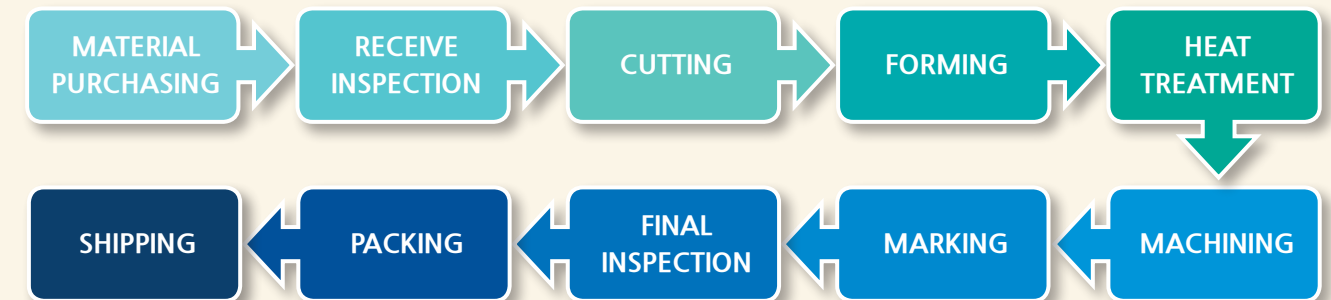 MATERIAL
PURCHASING
RECEIVE
INSPECTION
CUTTING
FORMING
HEAT
TREATMENT
MACHINING
MARKING
FINAL
INSPECTION
PACKING
SHIPPING